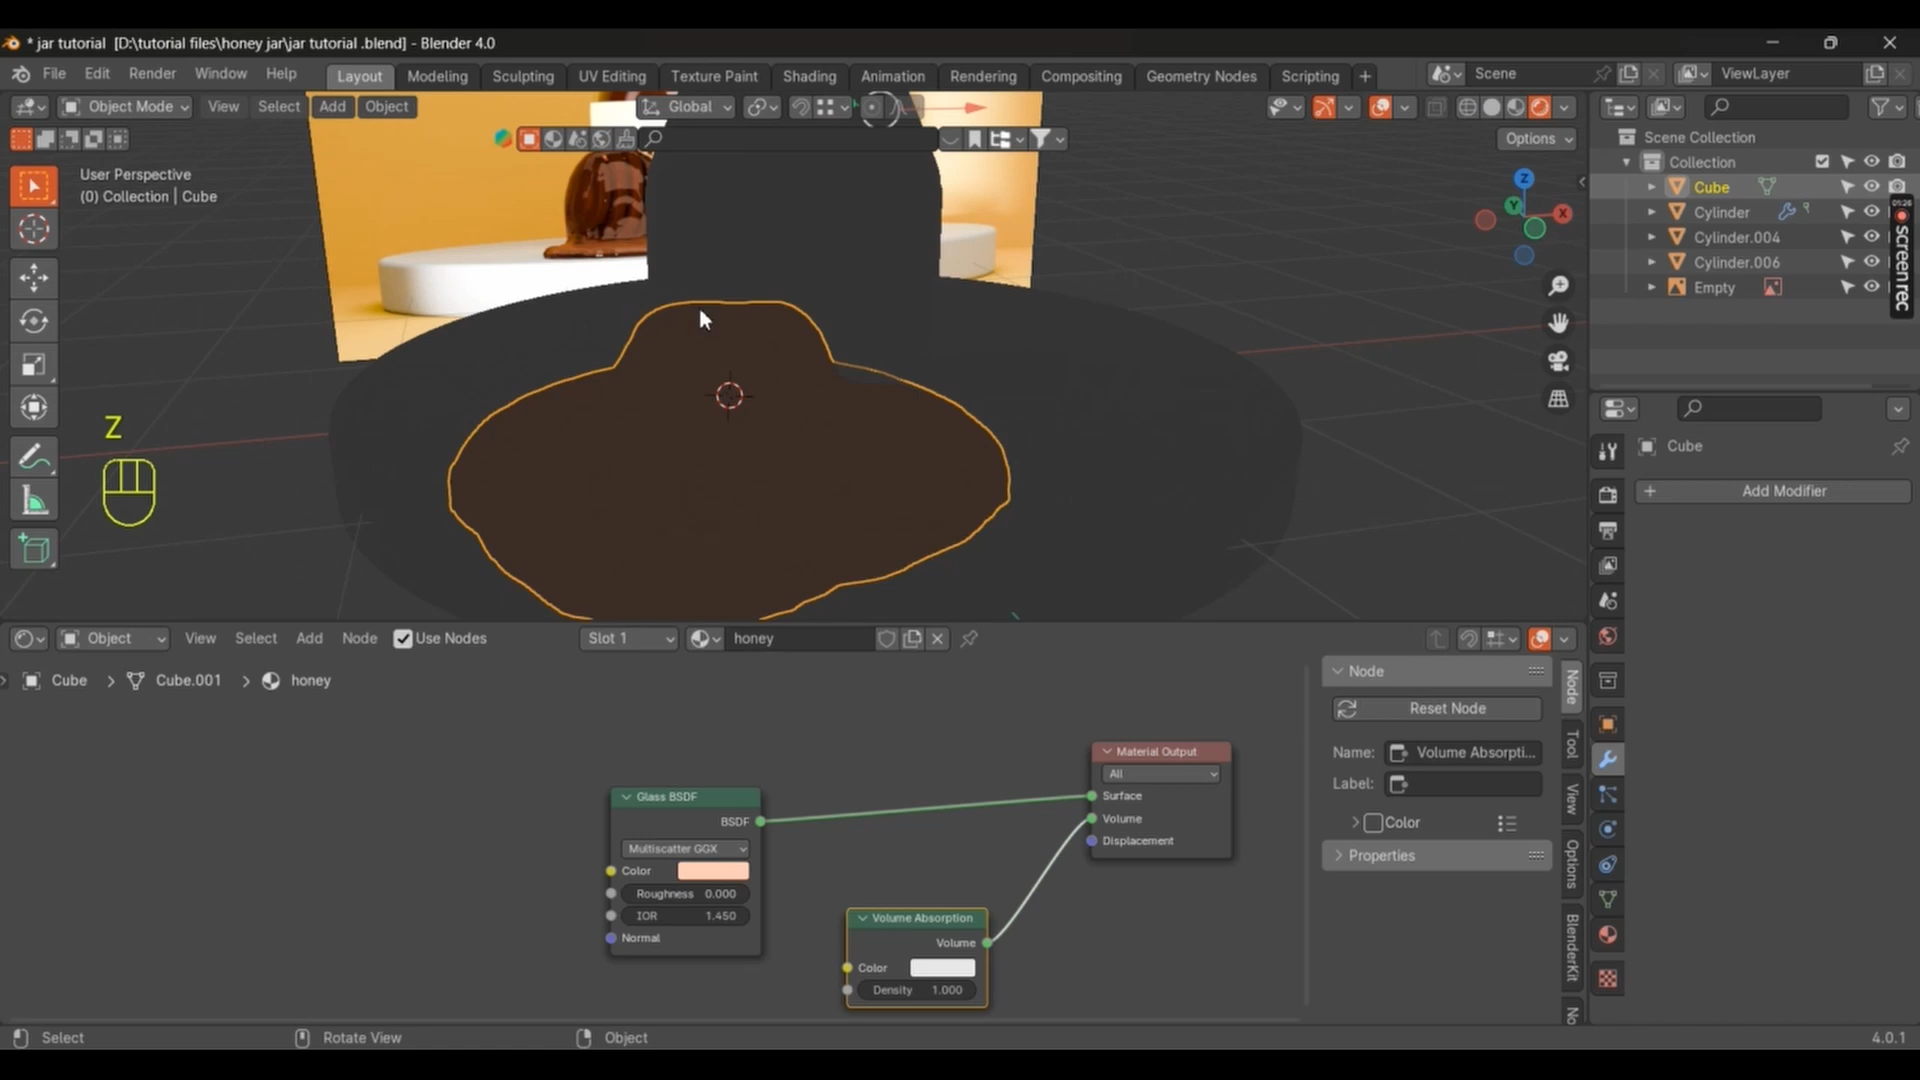 * jar tutorial [D:\tutorial files\honey jar\jar tutorial .blend] - Blender 4.0
File Edit Render Window Help Layout Modeling Sculpting UV Editing Texture Paint Shading Animation Rendering Compositing Geometry Nodes Scripting + Scene ViewLayer
Object Mode View Select Add Object Global
Options
User Perspective
(0) Collection | Cube
Z
Y
X
Z
Scene Collection
Collection
Cube
Cylinder
Cylinder.004
Cylinder.006
Empty
01:26
screen rec
Cube
+ Add Modifier
Object View Select Add Node Use Nodes Slot 1 honey
Cube > Cube.001 > honey
Glass BSDF
BSDF
Multiscatter GGX
Color
Roughness 0.000
IOR 1.450
Normal
Volume Absorption
Volume
Color
Density 1.000
Material Output
All
Surface
Volume
Displacement
Node
Reset Node
Name: Volume Absorpti...
Label:
Color
Properties
Node
Tool
View
Options
BlenderKit
No
Select Rotate View Object 4.0.1